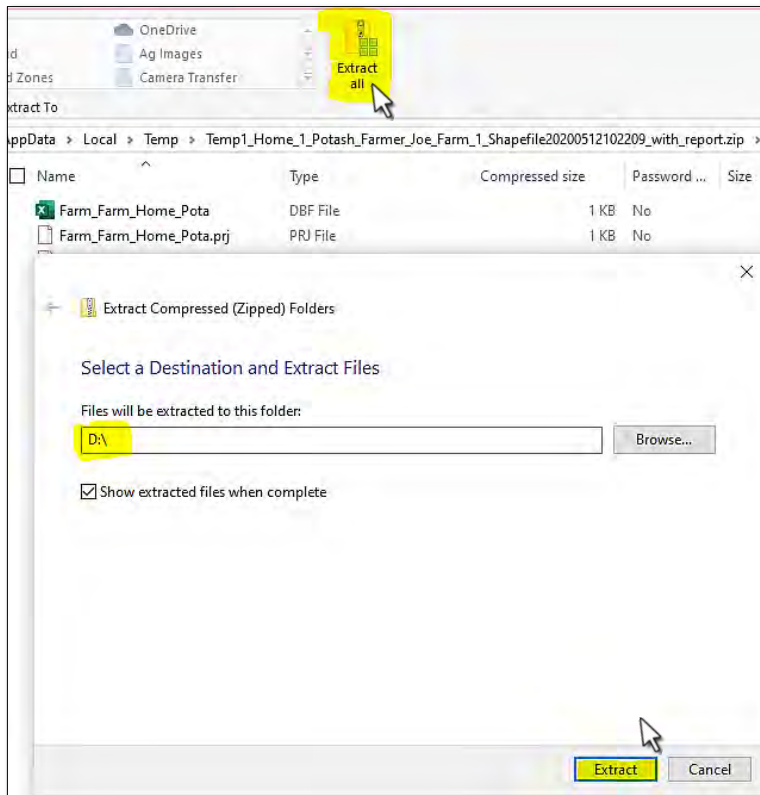 OneDrive
Ag Images
Zones
Camera Transfer
Extract
all
xtract To
AppData > Local > Temp > Temp1_Home_1_Potash_Farmer_Joe_Farm_1_Shapefile20200512102209_with_report.zip >
Name Type Compressed size Password ... Size
Farm_Farm_Home_Pota DBF File 1 KB No
Farm_Farm_Home_Pota.prj PRJ File 1 KB No
Extract Compressed (Zipped) Folders
Select a Destination and Extract Files
Files will be extracted to this folder:
D:\
Browse...
Show extracted files when complete
Extract Cancel